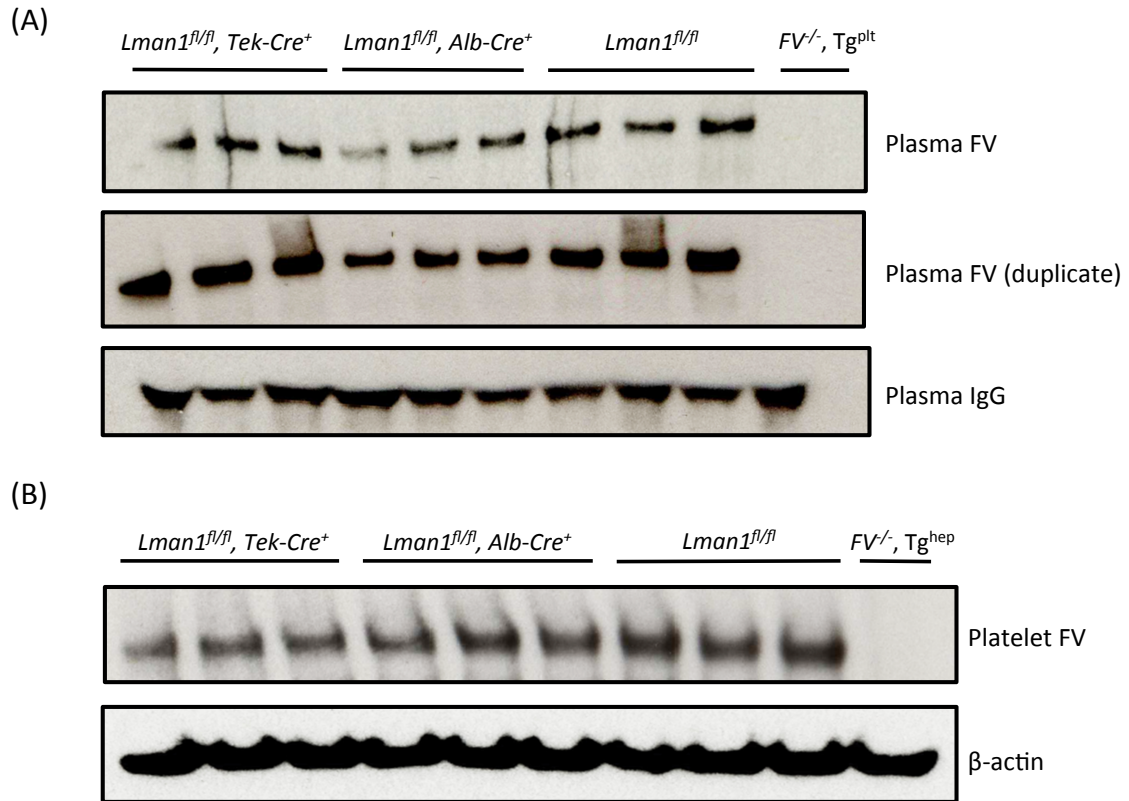 (A)
Lman1fl/fl, Tek-Cre+ Lman1fl/fl, Alb-Cre+ Lman1fl/fl FV-/-, Tgplt
Plasma FV
Plasma FV (duplicate)
Plasma IgG
(B)
Lman1fl/fl, Tek-Cre+ Lman1fl/fl, Alb-Cre+ Lman1fl/fl FV-/-, Tghep
Platelet FV
β-actin